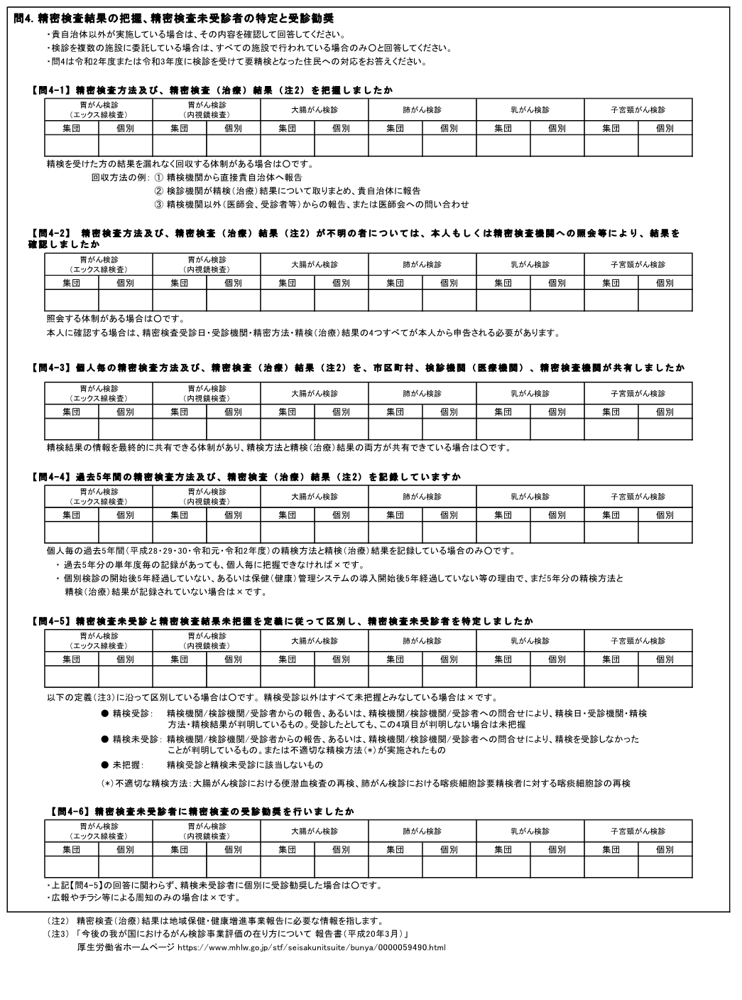 問4. 精密検査結果の把握、精密検査未受診者の特定と受診勧奨
・貴自治体以外が実施している場合は、その内容を確認して回答してください。
・検診を複数の施設に委託している場合は、すべての施設で行われている場合のみ〇と回答してください。
・問4は令和2年度または令和3年度に検診を受けて要精検となった住民への対応をお答えください。
【問4-1】精密検査方法及び、精密検査（治療）結果（注2）を把握しましたか
胃がん検診 胃がん検診
（エックス線検査） （内視鏡検査） 大腸がん検診 肺がん検診 乳がん検診 子宮頸がん検診
集団 個別 集団 個別 集団 個別 集団 個別 集団 個別 集団 個別
精検を受けた方の結果を漏れなく回収する体制がある場合は〇です。
回収方法の例： ① 精検機関から直接貴自治体へ報告
② 検診機関が精検（治療）結果について取りまとめ、貴自治体に報告
③ 精検機関以外（医師会、受診者等）からの報告、または医師会への問い合わせ
【問4-2】 精密検査方法及び、精密検査（治療）結果（注2）が不明の者については、本人もしくは精密検査機関への照会等により、結果を
確認しましたか
胃がん検診 胃がん検診
（エックス線検査） （内視鏡検査） 大腸がん検診 肺がん検診 乳がん検診 子宮頸がん検診
集団 個別 集団 個別 集団 個別 集団 個別 集団 個別 集団 個別
照会する体制がある場合は〇です。
本人に確認する場合は、精密検査受診日・受診機関・精密方法・精検（治療）結果の4つすべてが本人から申告される必要があります。
【問4-3】個人毎の精密検査方法及び、精密検査（治療）結果（注2）を、市区町村、検診機関（医療機関）、精密検査機関が共有しましたか
胃がん検診 胃がん検診
（エックス線検査） （内視鏡検査） 大腸がん検診 肺がん検診 乳がん検診 子宮頸がん検診
集団 個別 集団 個別 集団 個別 集団 個別 集団 個別 集団 個別
精検結果の情報を最終的に共有できる体制があり、精検方法と精検（治療）結果の両方が共有できている場合は〇です。
【問4-4】過去5年間の精密検査方法及び、精密検査（治療）結果（注2）を記録していますか
胃がん検診 胃がん検診
（エックス線検査） （内視鏡検査） 大腸がん検診 肺がん検診 乳がん検診 子宮頸がん検診
集団 個別 集団 個別 集団 個別 集団 個別 集団 個別 集団 個別
個人毎の過去5年間（平成28・29・30・令和元・令和2年度）の精検方法と精検（治療）結果を記録している場合のみ〇です。
・ 過去5年分の単年度毎の記録があっても、個人毎に把握できなければ×です。
・ 個別検診の開始後5年経過していない、あるいは保健（健康）管理システムの導入開始後5年経過していない等の理由で、まだ5年分の精検方法と
精検（治療）結果が記録されていない場合は×です。
【問4-5】精密検査未受診と精密検査結果未把握を定義に従って区別し、精密検査未受診者を特定しましたか
胃がん検診 胃がん検診
（エックス線検査） （内視鏡検査） 大腸がん検診 肺がん検診 乳がん検診 子宮頸がん検診
集団 個別 集団 個別 集団 個別 集団 個別 集団 個別 集団 個別
以下の定義（注3）に沿って区別している場合は〇です。 精検受診以外はすべて未把握とみなしている場合は×です。
● 精検受診： 精検機関/検診機関/受診者からの報告、あるいは、精検機関/検診機関/受診者への問合せにより、精検日・受診機関・精検
方法・精検結果が判明しているもの。受診したとしても、この4項目が判明しない場合は未把握
● 精検未受診： 精検機関/検診機関/受診者からの報告、あるいは、精検機関/検診機関/受診者への問合せにより、精検を受診しなかった
ことが判明しているもの。または不適切な精検方法（*）が実施されたもの
● 未把握： 精検受診と精検未受診に該当しないもの
（*）不適切な精検方法：大腸がん検診における便潜血検査の再検、肺がん検診における喀痰細胞診要精検者に対する喀痰細胞診の再検
【問4-6】精密検査未受診者に精密検査の受診勧奨を行いましたか
胃がん検診 胃がん検診
（エックス線検査） （内視鏡検査） 大腸がん検診 肺がん検診 乳がん検診 子宮頸がん検診
集団 個別 集団 個別 集団 個別 集団 個別 集団 個別 集団 個別
・上記【問4-5】の回答に関わらず、精検未受診者に個別に受診勧奨した場合は〇です。
・広報やチラシ等による周知のみの場合は×です。
（注2） 精密検査（治療）結果は地域保健・健康増進事業報告に必要な情報を指します。
（注3） 「今後の我が国におけるがん検診事業評価の在り方について 報告書（平成20年3月）」
厚生労働省ホームページ https://www.mhlw.go.jp/stf/seisakunitsuite/bunya/0000059490.html